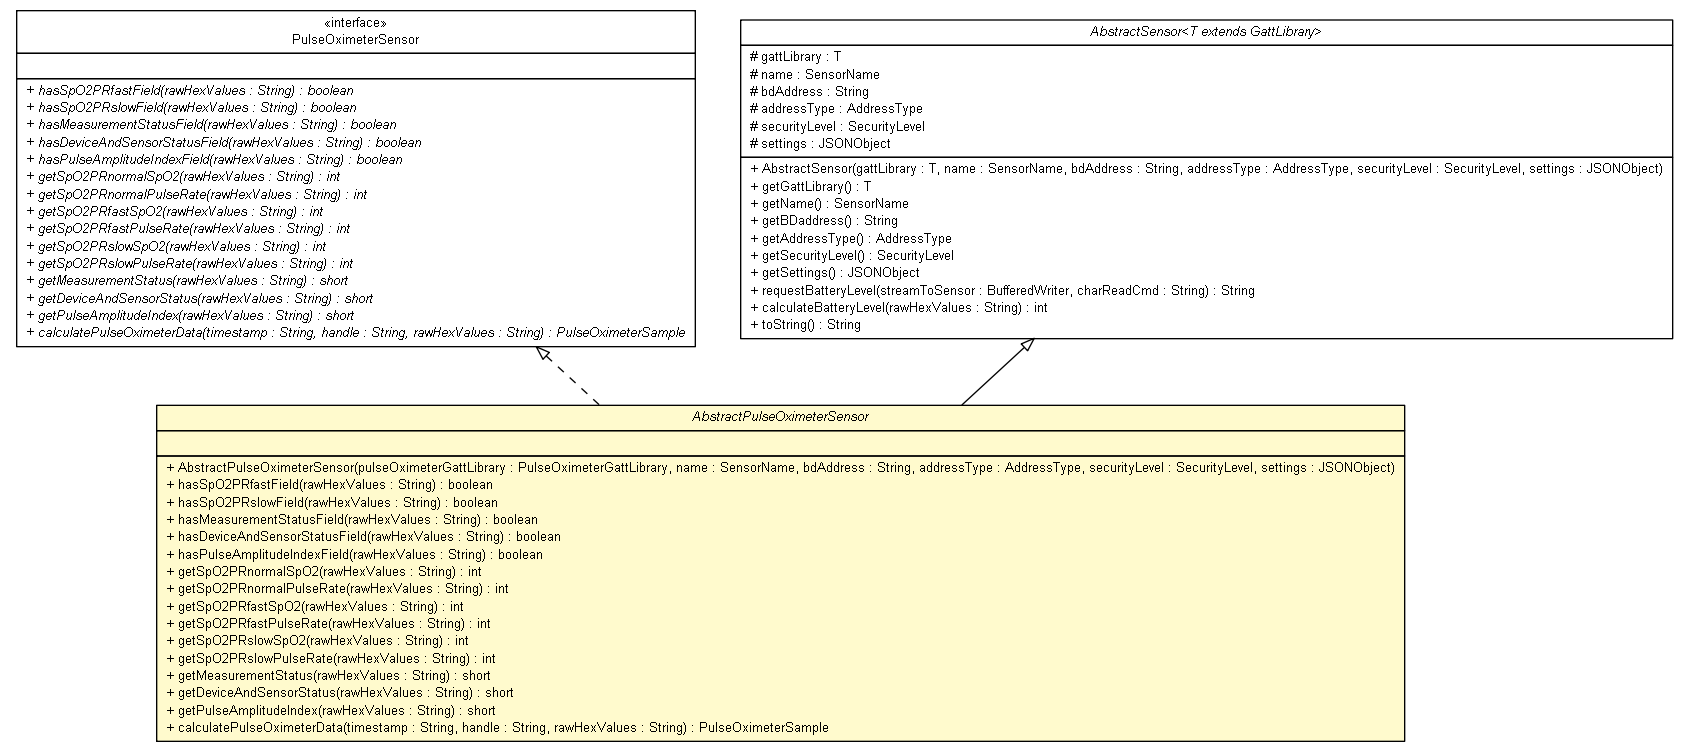 «interface»
PulseOximeterSensor
+ hasSpO2PRfastField(rawHexValues : String) : boolean
+ hasSpO2PRslowField(rawHexValues : String) : boolean
+ hasMeasurementStatusField(rawHexValues : String) : boolean
+ hasDeviceAndSensorStatusField(rawHexValues : String) : boolean
+ hasPulseAmplitudeIndexField(rawHexValues : String) : boolean
+ getSpO2PRnormalSpO2(rawHexValues : String) : int
+ getSpO2PRnormalPulseRate(rawHexValues : String) : int
+ getSpO2PRfastSpO2(rawHexValues : String) : int
+ getSpO2PRfastPulseRate(rawHexValues : String) : int
+ getSpO2PRslowSpO2(rawHexValues : String) : int
+ getSpO2PRslowPulseRate(rawHexValues : String) : int
+ getMeasurementStatus(rawHexValues : String) : short
+ getDeviceAndSensorStatus(rawHexValues : String) : short
+ getPulseAmplitudeIndex(rawHexValues : String) : short
+ calculatePulseOximeterData(timestamp : String, handle : String, rawHexValues : String) : PulseOximeterSample
AbstractSensor<T extends GattLibrary>
# gattLibrary : T
# name : SensorName
# bdAddress : String
# addressType : AddressType
# securityLevel : SecurityLevel
# settings : JSONObject
+ AbstractSensor(gattLibrary : T, name : SensorName, bdAddress : String, addressType : AddressType, securityLevel : SecurityLevel, settings : JSONObject)
+ getGattLibrary() : T
+ getName() : SensorName
+ getBDaddress() : String
+ getAddressType() : AddressType
+ getSecurityLevel() : SecurityLevel
+ getSettings() : JSONObject
+ requestBatteryLevel(streamToSensor : BufferedWriter, charReadCmd : String) : String
+ calculateBatteryLevel(rawHexValues : String) : int
+ toString() : String
AbstractPulseOximeterSensor
+ AbstractPulseOximeterSensor(pulseOximeterGattLibrary : PulseOximeterGattLibrary, name : SensorName, bdAddress : String, addressType : AddressType, securityLevel : SecurityLevel, settings : JSONObject)
+ hasSpO2PRfastField(rawHexValues : String) : boolean
+ hasSpO2PRslowField(rawHexValues : String) : boolean
+ hasMeasurementStatusField(rawHexValues : String) : boolean
+ hasDeviceAndSensorStatusField(rawHexValues : String) : boolean
+ hasPulseAmplitudeIndexField(rawHexValues : String) : boolean
+ getSpO2PRnormalSpO2(rawHexValues : String) : int
+ getSpO2PRnormalPulseRate(rawHexValues : String) : int
+ getSpO2PRfastSpO2(rawHexValues : String) : int
+ getSpO2PRfastPulseRate(rawHexValues : String) : int
+ getSpO2PRslowSpO2(rawHexValues : String) : int
+ getSpO2PRslowPulseRate(rawHexValues : String) : int
+ getMeasurementStatus(rawHexValues : String) : short
+ getDeviceAndSensorStatus(rawHexValues : String) : short
+ getPulseAmplitudeIndex(rawHexValues : String) : short
+ calculatePulseOximeterData(timestamp : String, handle : String, rawHexValues : String) : PulseOximeterSample